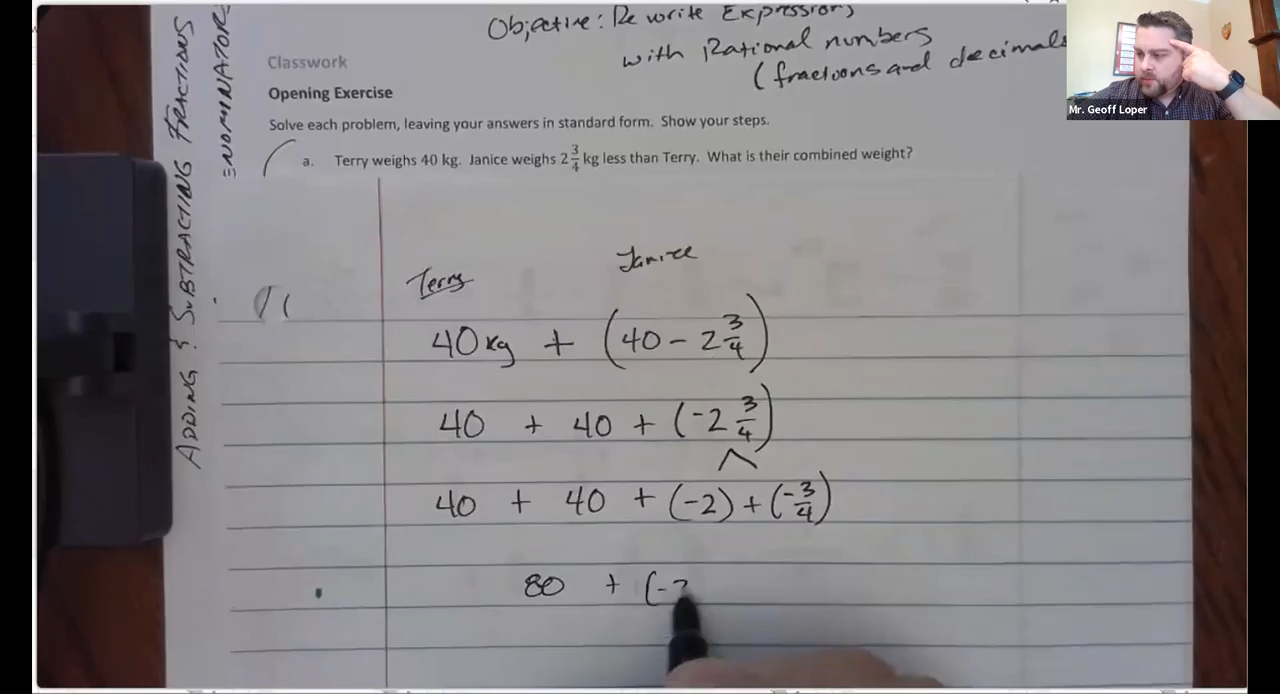 Objective: Rewrite Expressions
with Rational numbers
(fractions and decimals
Mr. Geoff Loper
ADDING & SUBTRACTING FRACTIONS
ENOMINATOR
Classwork
Opening Exercise
Solve each problem, leaving your answers in standard form. Show your steps.
a. Terry weighs 40 kg. Janice weighs 2 3/4 kg less than Terry. What is their combined weight?
Terry Janice
40 kg + (40 - 2 3/4)
40 + 40 + (-2 3/4)
40 + 40 + (-2) + (-3/4)
80 + (-2